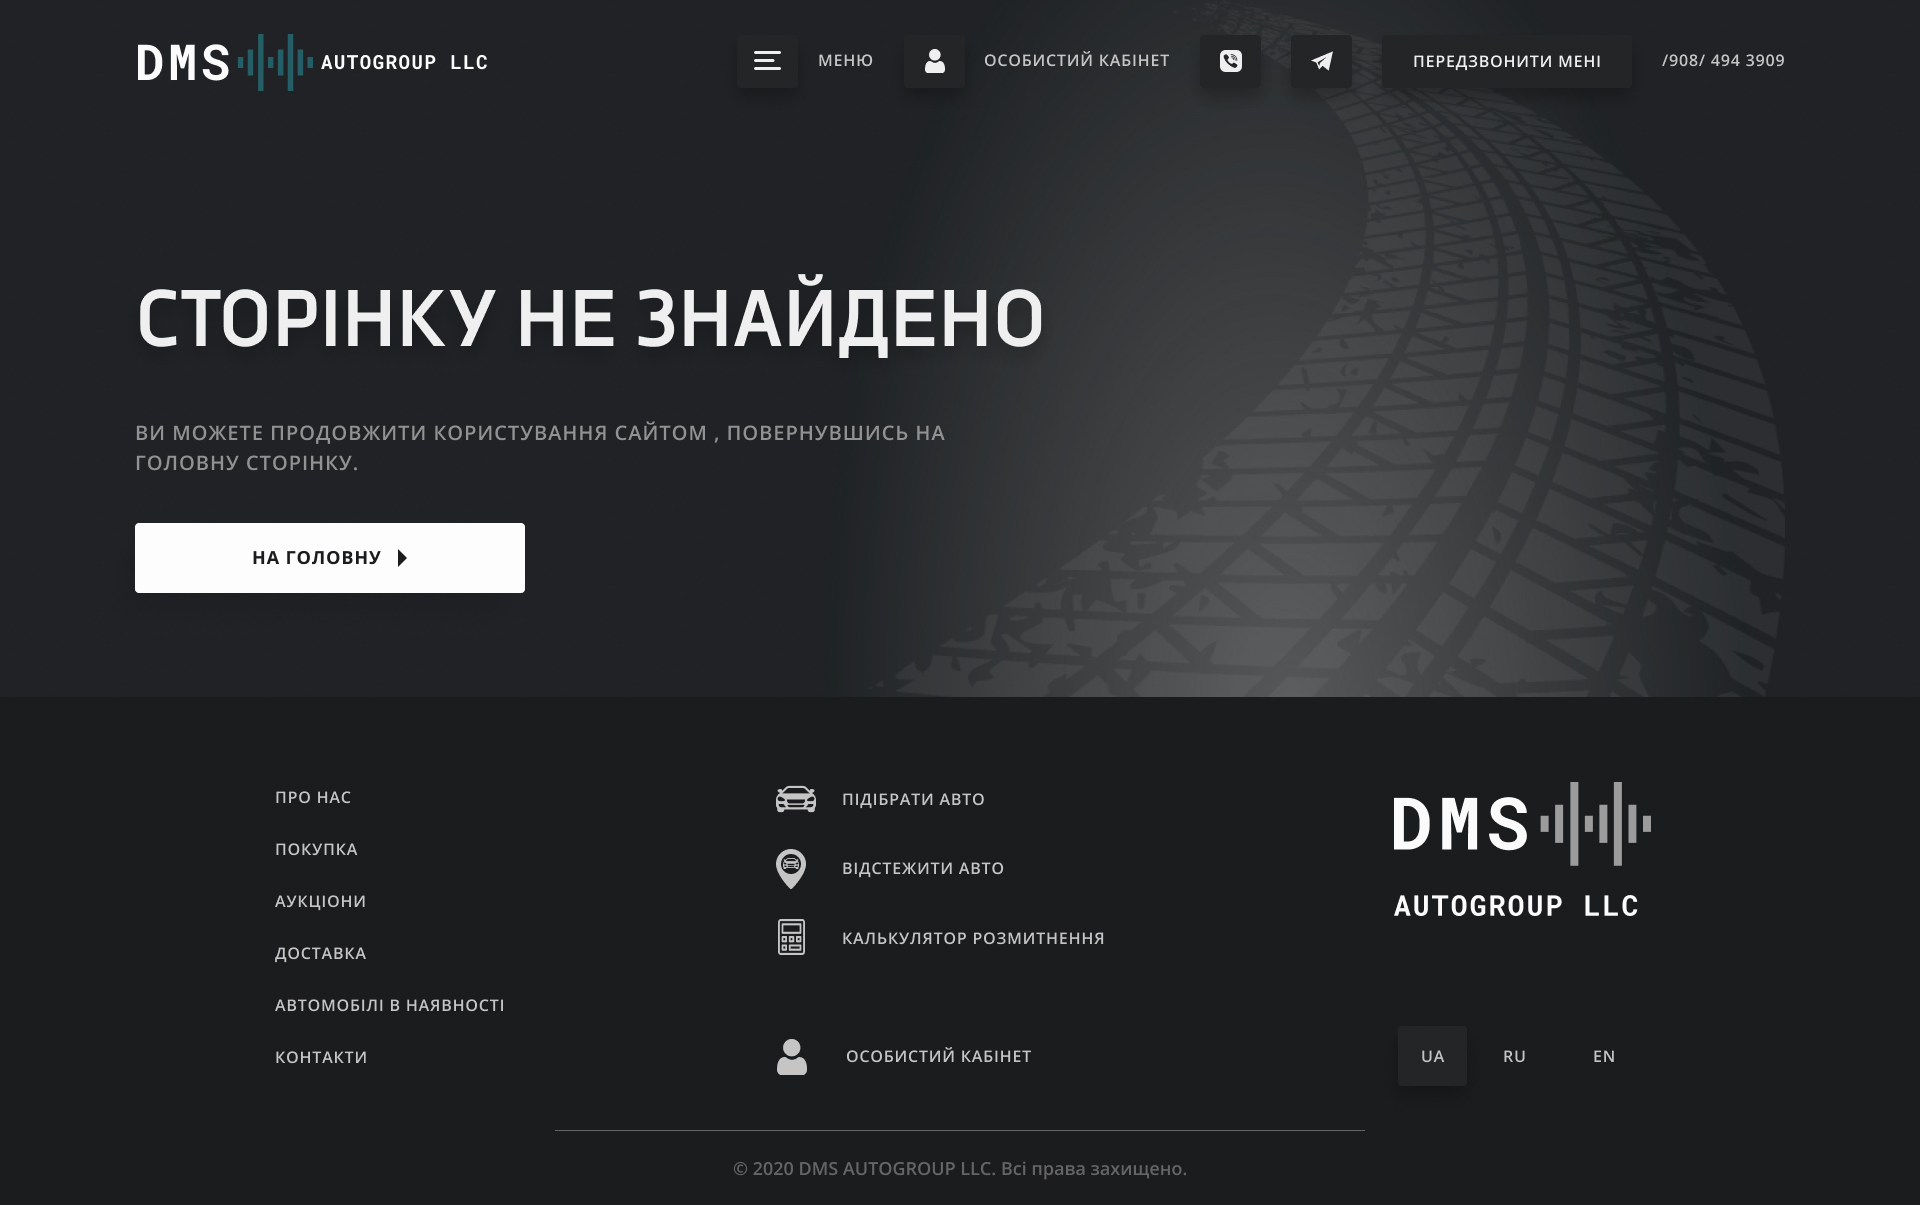 DMS AUTOGROUP LLC
МЕНЮ
ОСОБИСТИЙ КАБІНЕТ
ПЕРЕДЗВОНИТИ МЕНІ
/908/ 494 3909
СТОРІНКУ НЕ ЗНАЙДЕНО
ВИ МОЖЕТЕ ПРОДОВЖИТИ КОРИСТУВАННЯ САЙТОМ , ПОВЕРНУВШИСЬ НА
ГОЛОВНУ СТОРІНКУ.
НА ГОЛОВНУ
ПРО НАС
ПОКУПКА
АУКЦІОНИ
ДОСТАВКА
АВТОМОБІЛІ В НАЯВНОСТІ
КОНТАКТИ
ПІДІБРАТИ АВТО
ВІДСТЕЖИТИ АВТО
КАЛЬКУЛЯТОР РОЗМИТНЕННЯ
ОСОБИСТИЙ КАБІНЕТ
DMS
AUTOGROUP LLC
UA
RU
EN
© 2020 DMS AUTOGROUP LLC. Всі права захищено.